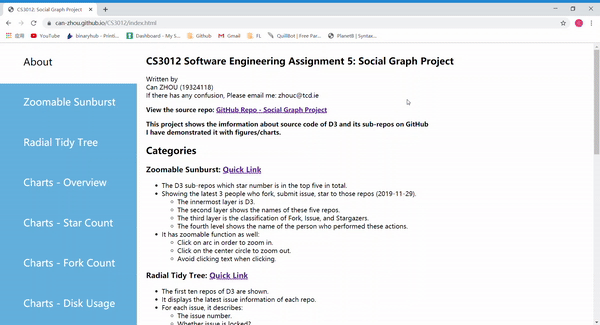 CS3012: Social Graph Project
can-zhou.github.io/CS3012/index.html
应用
binaryhub - Printi...
Dashboard - My S...
Github
Gmail
Assignment
FL
QuillBot | Free Par...
PlanetB | Syntax...
About
Zoomable Sunburst
Radial Tidy Tree
Charts - Overview
Charts - Star Count
Charts - Fork Count
Charts - Disk Usage
CS3012 Software Engineering Assignment 5: Social Graph Project
Written by
Can ZHOU (19324118)
If there has any confusion, Please email me: zhouc@tcd.ie
View the source repo: GitHub Repo - Social Graph Project
This project shows the imformation about source code of D3 and its sub-repos on GitHub
I have demonstrated it with figures/charts.
Categories
Zoomable Sunburst: Quick Link
The D3 sub-repos which star number is in the top five in total.
Showing the latest 3 people who fork, submit issue, star to those repos (2019-11-29).
The innermost layer is D3.
The second layer shows the names of these five repos.
The third layer is the classification of Fork, Issue, and Stargazers.
The fourth level shows the name of the person who performed these actions.
It has zoomable function as well:
Click on arc in order to zoom in.
Click on the center circle to zoom out.
Avoid clicking text when clicking.
Radial Tidy Tree: Quick Link
The first ten repos of D3 are shown.
It displays the latest issue information of each repo.
For each issue, it describes:
The issue number.
Whether issue is locked?